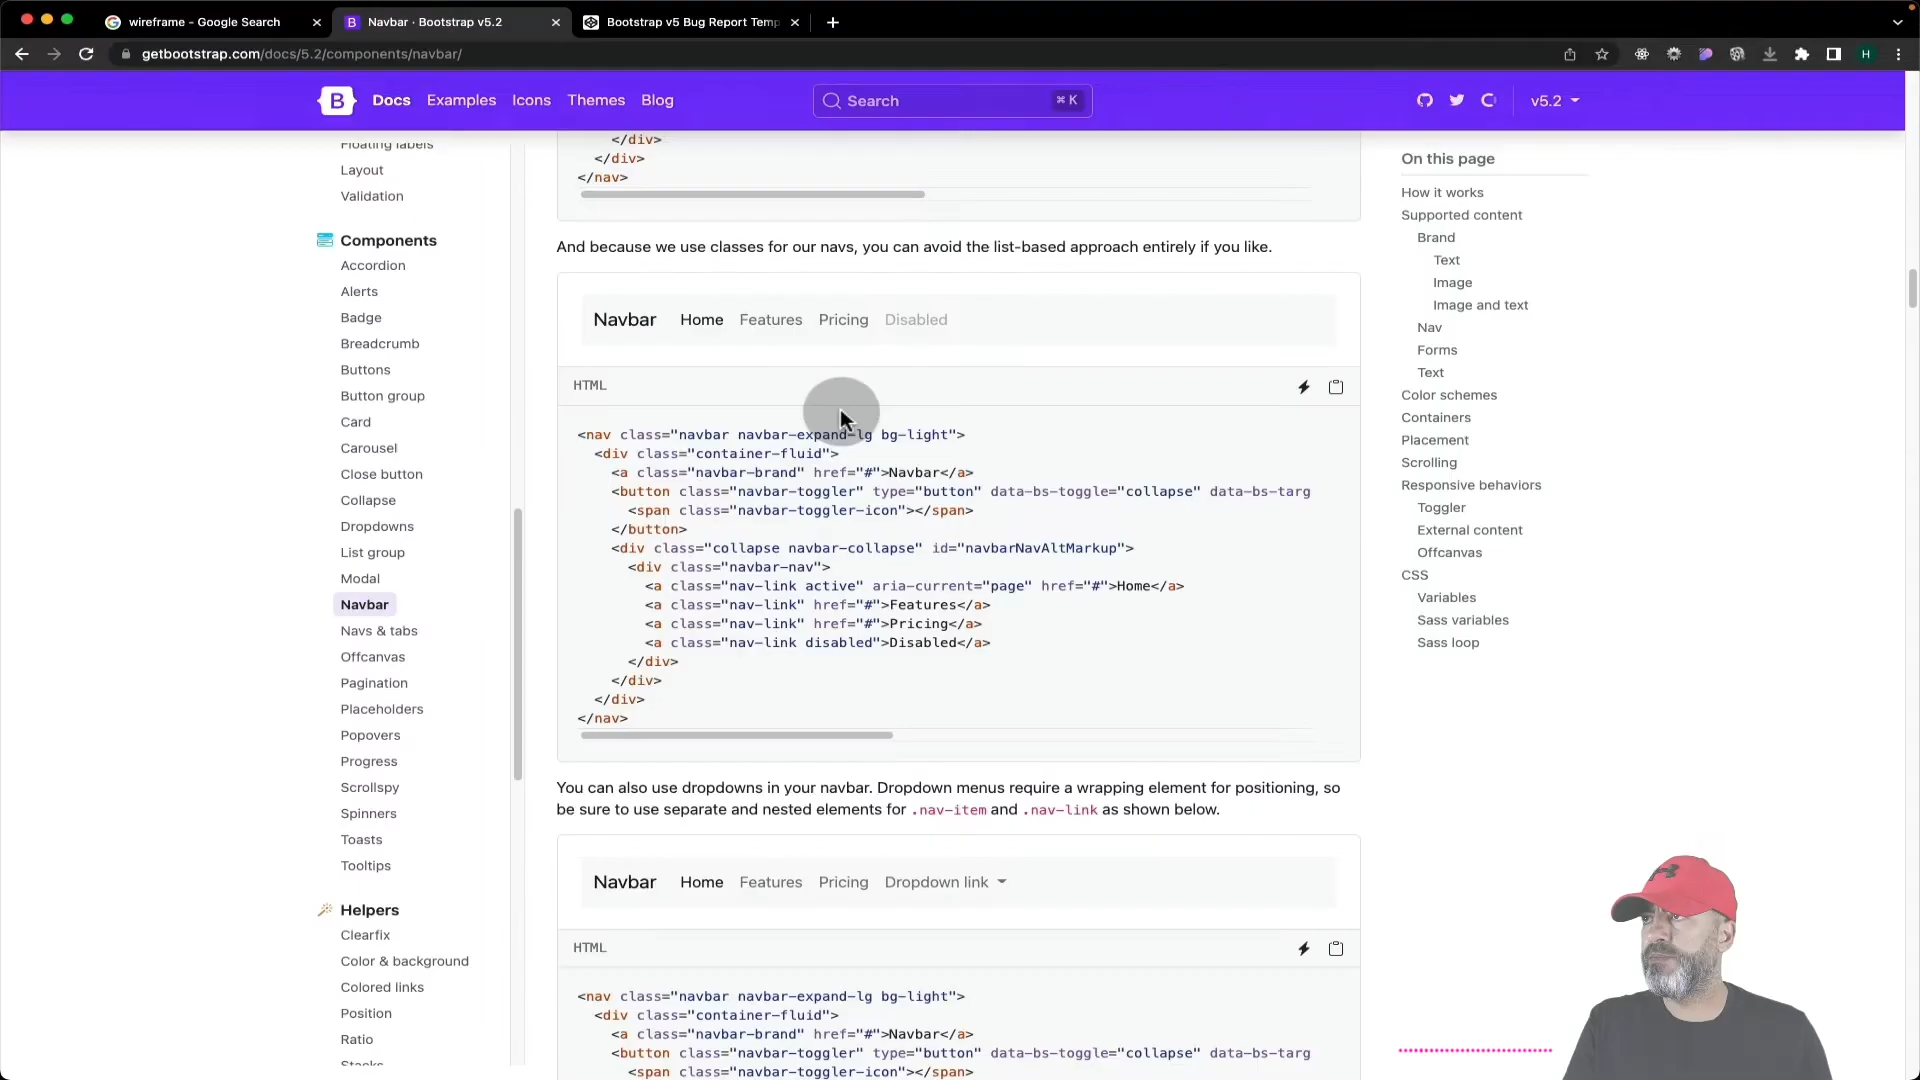 wireframe - Google Search
Navbar · Bootstrap v5.2
Bootstrap v5 Bug Report Temp
getbootstrap.com/docs/5.2/components/navbar/
H
B
Docs
Examples
Icons
Themes
Blog
Search
⌘ K
v5.2
Floating labels
Layout
Validation
Components
Accordion
Alerts
Badge
Breadcrumb
Buttons
Button group
Card
Carousel
Close button
Collapse
Dropdowns
List group
Modal
Navbar
Navs & tabs
Offcanvas
Pagination
Placeholders
Popovers
Progress
Scrollspy
Spinners
Toasts
Tooltips
Helpers
Clearfix
Color & background
Colored links
Position
Ratio
Stacks
</div>
</div>
</nav>
And because we use classes for our navs, you can avoid the list-based approach entirely if you like.
Navbar Home Features Pricing Disabled
HTML
<nav class="navbar navbar-expand-lg bg-light">
<div class="container-fluid">
<a class="navbar-brand" href="#">Navbar</a>
<button class="navbar-toggler" type="button" data-bs-toggle="collapse" data-bs-targ
<span class="navbar-toggler-icon"></span>
</button>
<div class="collapse navbar-collapse" id="navbarNavAltMarkup">
<div class="navbar-nav">
<a class="nav-link active" aria-current="page" href="#">Home</a>
<a class="nav-link" href="#">Features</a>
<a class="nav-link" href="#">Pricing</a>
<a class="nav-link disabled">Disabled</a>
</div>
</div>
</div>
</nav>
You can also use dropdowns in your navbar. Dropdown menus require a wrapping element for positioning, so
be sure to use separate and nested elements for .nav-item and .nav-link as shown below.
Navbar Home Features Pricing Dropdown link
HTML
<nav class="navbar navbar-expand-lg bg-light">
<div class="container-fluid">
<a class="navbar-brand" href="#">Navbar</a>
<button class="navbar-toggler" type="button" data-bs-toggle="collapse" data-bs-targ
<span class="navbar-toggler-icon"></span>
On this page
How it works
Supported content
Brand
Text
Image
Image and text
Nav
Forms
Text
Color schemes
Containers
Placement
Scrolling
Responsive behaviors
Toggler
External content
Offcanvas
CSS
Variables
Sass variables
Sass loop